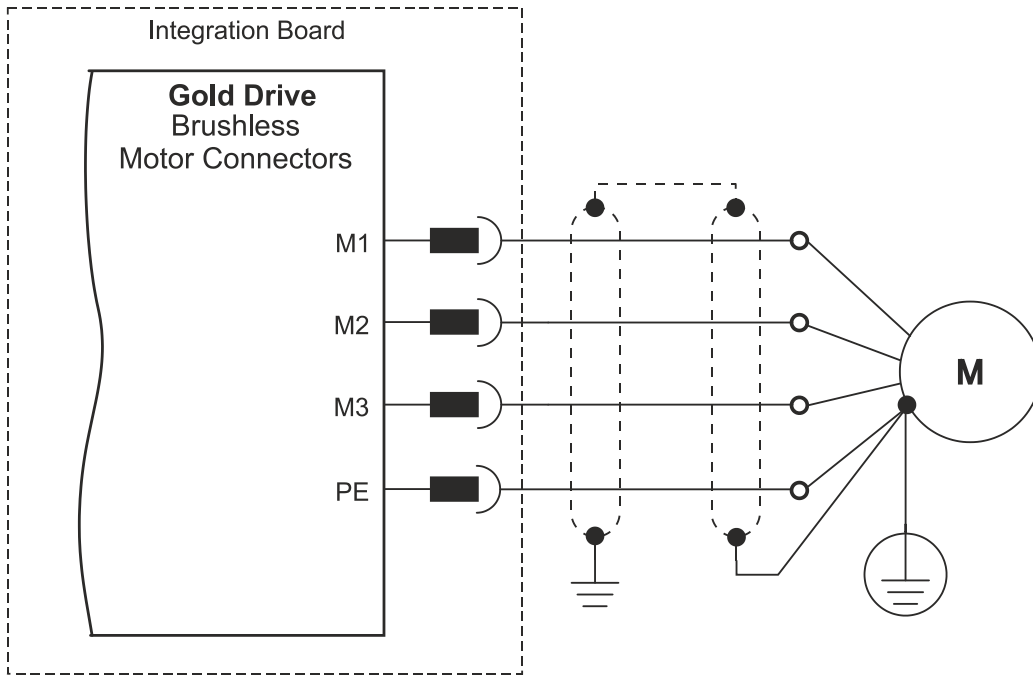 Integration Board
Gold Drive
Brushless
Motor Connectors
M1
M2
M3
PE
M